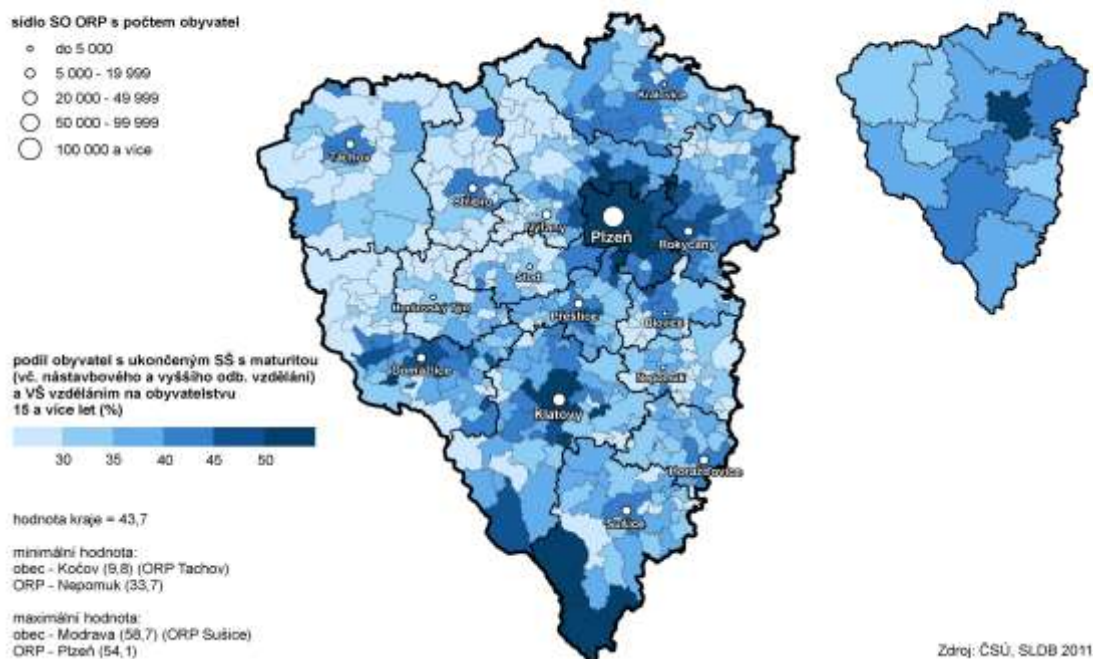 sídlo SO ORP s počtem obyvatel
do 5 000
5 000 - 19 999
20 000 - 49 999
50 000 - 99 999
100 000 a více
Kralovice
Tachov
Stříbro
Nýřany
Plzeň
Rokycany
Stod
Horšovský Týn
Přeštice
Blovice
Domažlice
Nepomuk
Klatovy
Horažďovice
Sušice
podíl obyvatel s ukončeným SŠ s maturitou
(vč. nástavbového a vyššího odb. vzdělání)
a VŠ vzděláním na obyvatelstvu
15 a více let (%)
30 35 40 45 50
hodnota kraje = 43,7
minimální hodnota:
obec - Kočov (9,8) (ORP Tachov)
ORP - Nepomuk (33,7)
maximální hodnota:
obec - Modrava (58,7) (ORP Sušice)
ORP - Plzeň (54,1)
Zdroj: ČSÚ, SLDB 2011